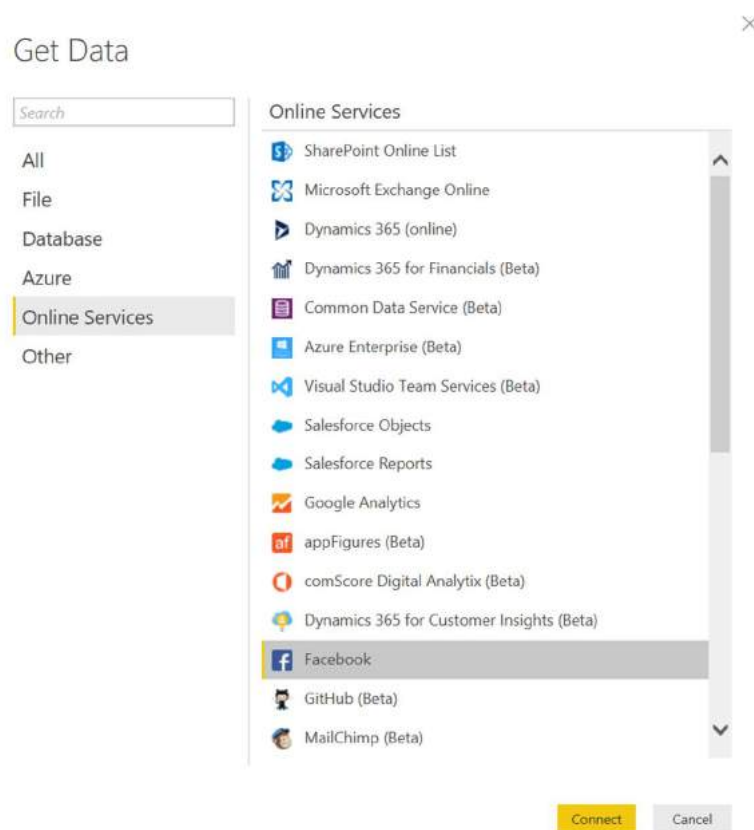 Get Data
Search
All
File
Database
Azure
Online Services
Other
Online Services
SharePoint Online List
Microsoft Exchange Online
Dynamics 365 (online)
Dynamics 365 for Financials (Beta)
Common Data Service (Beta)
Azure Enterprise (Beta)
Visual Studio Team Services (Beta)
Salesforce Objects
Salesforce Reports
Google Analytics
af appFigures (Beta)
comScore Digital Analytix (Beta)
Dynamics 365 for Customer Insights (Beta)
Facebook
GitHub (Beta)
MailChimp (Beta)
Connect Cancel